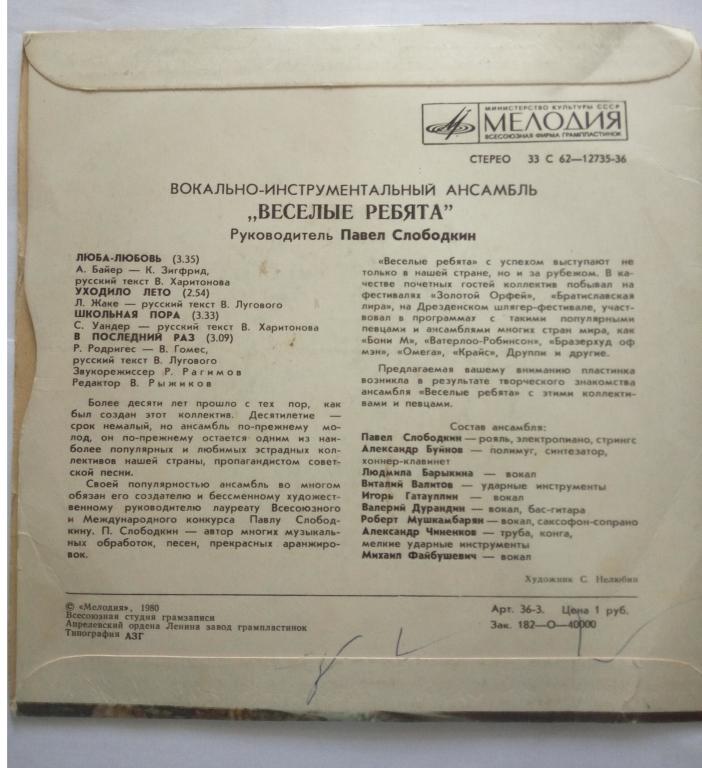 МИНИСТЕРСТВО КУЛЬТУРЫ СССР
МЕЛОДИЯ
ВСЕСОЮЗНАЯ ФИРМА ГРАМПЛАСТИНОК
СТЕРЕО 33 С 62—12735-36
ВОКАЛЬНО-ИНСТРУМЕНТАЛЬНЫЙ АНСАМБЛЬ
„ВЕСЕЛЫЕ РЕБЯТА”
Руководитель Павел Слободкин
ЛЮБА-ЛЮБОВЬ (3.35)
А. Байер — К. Зигфрид,
русский текст В. Харитонова
УХОДИЛО ЛЕТО (2.54)
Л. Жаке — русский текст В. Лугового
ШКОЛЬНАЯ ПОРА (3.33)
С. Уандер — русский текст В. Харитонова
В ПОСЛЕДНИЙ РАЗ (3.09)
Р. Родригес — В. Гомес,
русский текст В. Лугового
Звукорежиссер Р. Рагимов
Редактор В. Рыжиков
Более десяти лет прошло с тех пор, как
был создан этот коллектив. Десятилетие —
срок немалый, но ансамбль по-прежнему мо-
лод, он по-прежнему остается одним из наи-
более популярных и любимых эстрадных кол-
лективов нашей страны, пропагандистом совет-
ской песни.
Своей популярностью ансамбль во многом
обязан его создателю и бессменному художест-
венному руководителю лауреату Всесоюзного
и Международного конкурса Павлу Слобод-
кину. П. Слободкин — автор многих музыкаль-
ных обработок, песен, прекрасных аранжиро-
вок.
«Веселые ребята» с успехом выступают не
только в нашей стране, но и за рубежом. В ка-
честве почетных гостей коллектив побывал на
фестивалях «Золотой Орфей», «Братиславская
лира», на Дрезденском шлягер-фестивале, участ-
вовал в программах с такими популярными
певцами и ансамблями многих стран мира, как
«Бони М», «Ватерлоо-Робинсон», «Бразерхуд оф
мэн», «Омега», «Крайс», Друппи и другие.
Предлагаемая вашему вниманию пластинка
возникла в результате творческого знакомства
ансамбля «Веселые ребята» с этими коллекти-
вами и певцами.
Состав ансамбля:
Павел Слободкин — рояль, электропиано, стрингс
Александр Буйнов — полимуг, синтезатор,
хоннер-клавинет
Людмила Барыкина — вокал
Виталий Валитов — ударные инструменты
Игорь Гатауллин — вокал
Валерий Дурандин — вокал, бас-гитара
Роберт Мушкамбарян — вокал, саксофон-сопрано
Александр Чиненков — труба, конга,
мелкие ударные инструменты
Михаил Файбушевич — вокал
Художник С. Нелюбин
© «Мелодия», 1980
Всесоюзная студия грамзаписи
Апрелевский ордена Ленина завод грампластинок
Типография АЗГ
Арт. 36-3. Цена 1 руб.
Зак. 182—О—40000